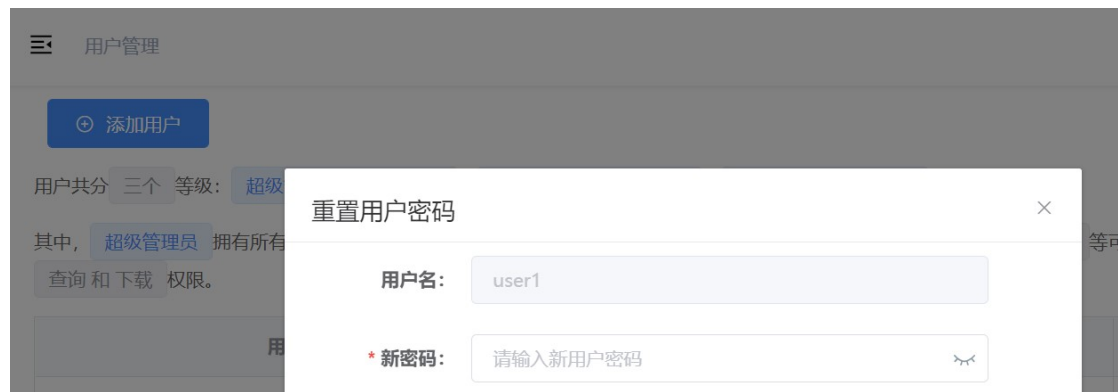 用户管理
添加用户
用户共分 三个 等级: 超级
其中, 超级管理员 拥有所有
等可
查询 和 下载 权限。
用
重置用户密码
用户名:
user1
* 新密码:
请输入新用户密码